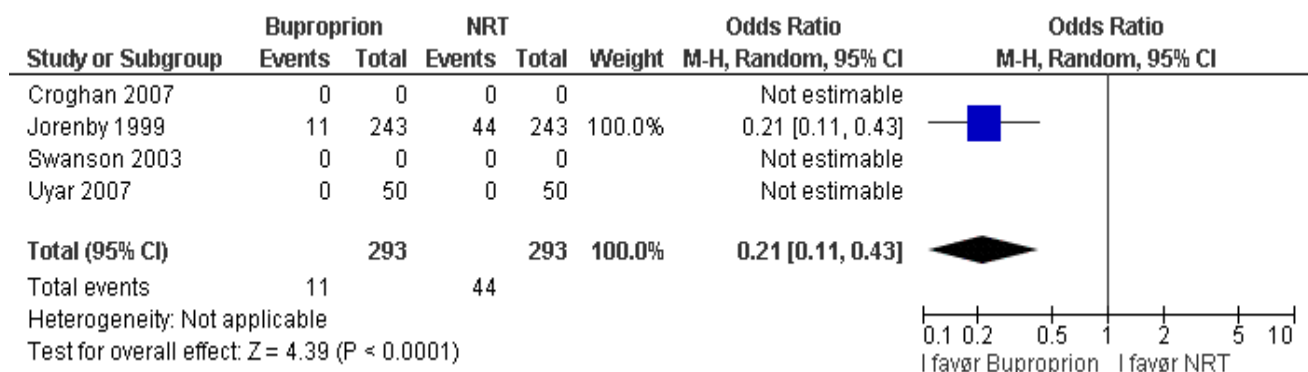 Buproprion NRT Odds Ratio Odds Ratio
Study or Subgroup Events Total Events Total Weight M-H, Random, 95% CI M-H, Random, 95% CI
Croghan 2007 0 0 0 0 Not estimable
Jorenby 1999 11 243 44 243 100.0% 0.21 [0.11, 0.43]
Swanson 2003 0 0 0 0 Not estimable
Uyar 2007 0 50 0 50 Not estimable
Total (95% CI) 293 293 100.0% 0.21 [0.11, 0.43]
Total events 11 44
Heterogeneity: Not applicable
Test for overall effect: Z = 4.39 (P < 0.0001)
0.1 0.2 0.5 1 2 5 10
I favør Buproprion I favør NRT